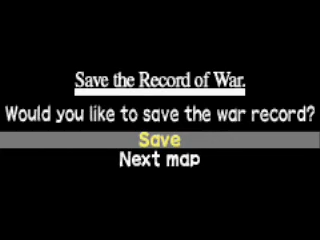 Save the Record of War.
Would you like to save the war record?
Save
Next map